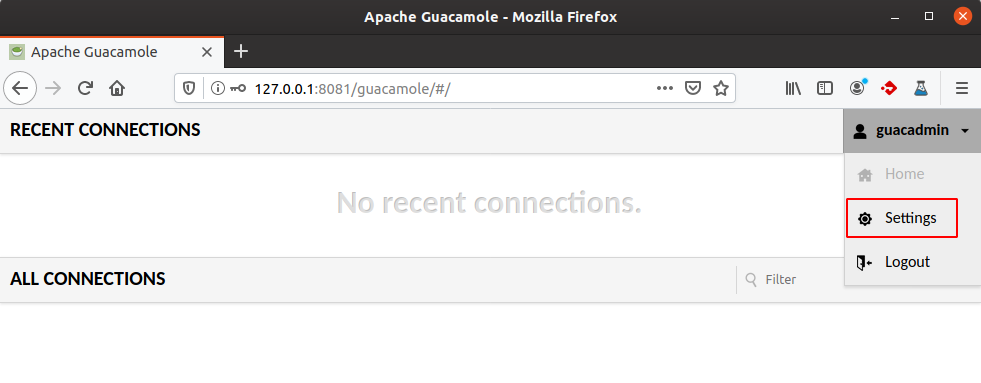 Apache Guacamole - Mozilla Firefox
Apache Guacamole
127.0.0.1:8081/guacamole/#/
RECENT CONNECTIONS
guacadmin
Home
No recent connections.
Settings
Logout
ALL CONNECTIONS
Filter